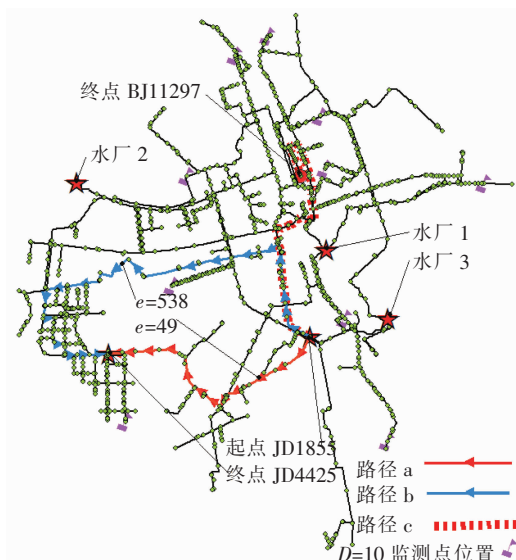 终点 BJ11297
水厂 2
水厂 1
水厂 3
e=538
e=49
起点 JD1855
终点 JD4425
路径 a
路径 b
路径 c
D=10 监测点位置